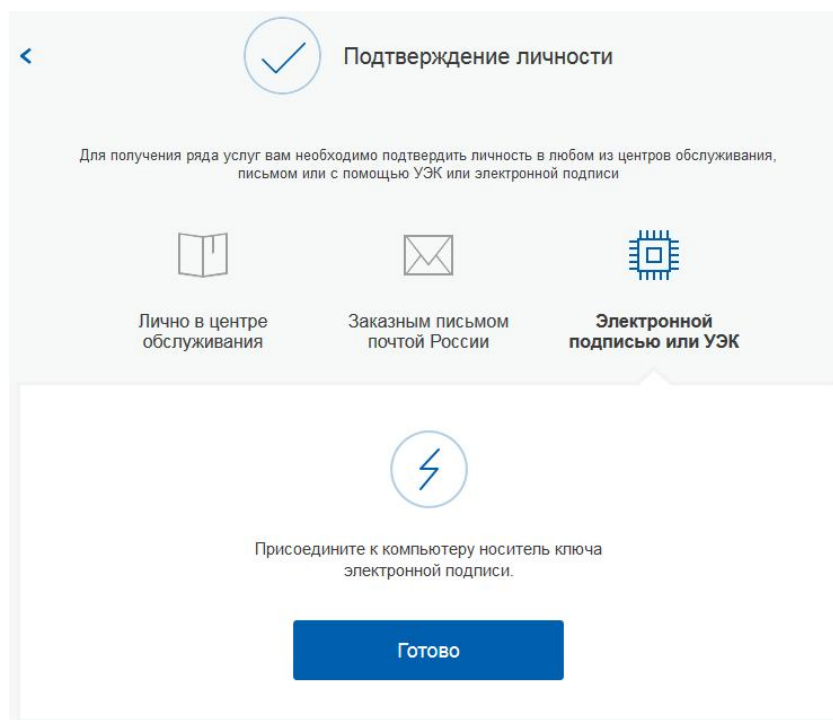 Подтверждение личности
Для получения ряда услуг вам необходимо подтвердить личность в любом из центров обслуживания,
письмом или с помощью УЭК или электронной подписи
Лично в центре
обслуживания
Заказным письмом
почтой России
Электронной
подписью или УЭК
Присоедините к компьютеру носитель ключа
электронной подписи.
Готово